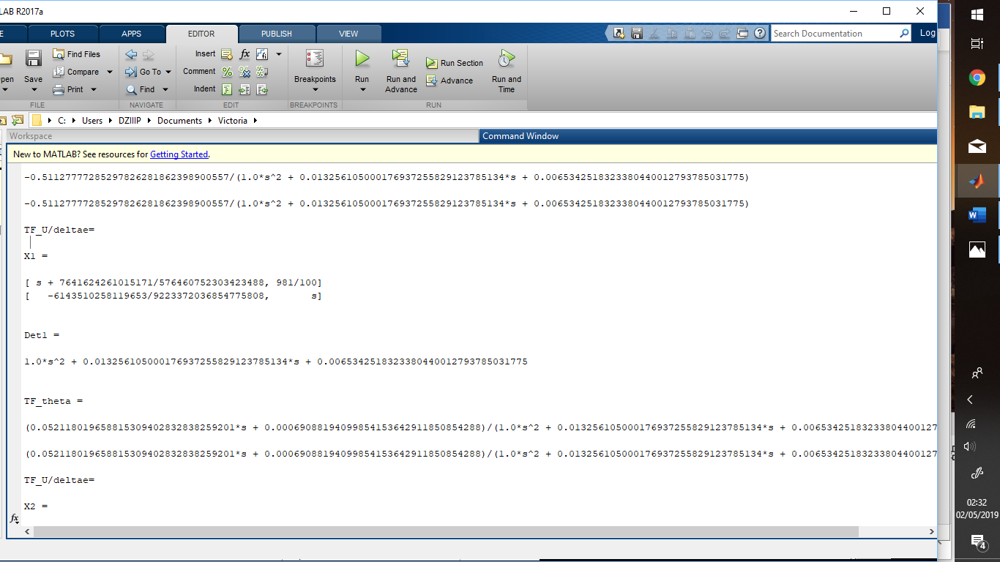 LAB R2017a
E PLOTS APPS EDITOR PUBLISH VIEW Search Documentation Log
Find Files Insert fx Run Section
Compare Go To Comment Advance
Print Find Indent
pen Save Breakpoints Run Run and Advance Run and Time
FILE NAVIGATE EDIT BREAKPOINTS RUN
C: Users DZIIIP Documents Victoria
Workspace Command Window
New to MATLAB? See resources for Getting Started.
-0.51127777285297826281862398900557/(1.0*s^2 + 0.013256105000176937255829123785134*s + 0.0065342518323380440012793785031775)
-0.51127777285297826281862398900557/(1.0*s^2 + 0.013256105000176937255829123785134*s + 0.0065342518323380440012793785031775)
TF_U/deltae=
X1 =
[ s + 7641624261015171/576460752303423488, 981/100]
[ -6143510258119653/9223372036854775808, s]
Det1 =
1.0*s^2 + 0.013256105000176937255829123785134*s + 0.0065342518323380440012793785031775
TF_theta =
(0.052118019658815309402832838259201*s + 0.00069088194099854153642911850854288)/(1.0*s^2 + 0.013256105000176937255829123785134*s + 0.00653425183233804400127
(0.052118019658815309402832838259201*s + 0.00069088194099854153642911850854288)/(1.0*s^2 + 0.013256105000176937255829123785134*s + 0.00653425183233804400127
TF_U/deltae=
X2 =
fx
02:32
02/05/2019
4